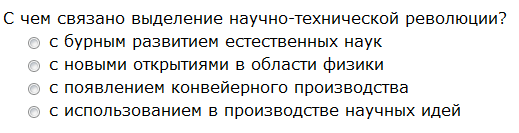 С чем связано выделение научно-технической революции?
с бурным развитием естественных наук
с новыми открытиями в области физики
с появлением конвейерного производства
с использованием в производстве научных идей